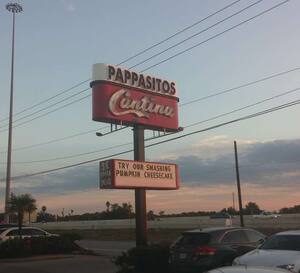 PAPPASITOS
Cantina
TRY OUR SMASHING
PUMPKIN CHEESECAKE